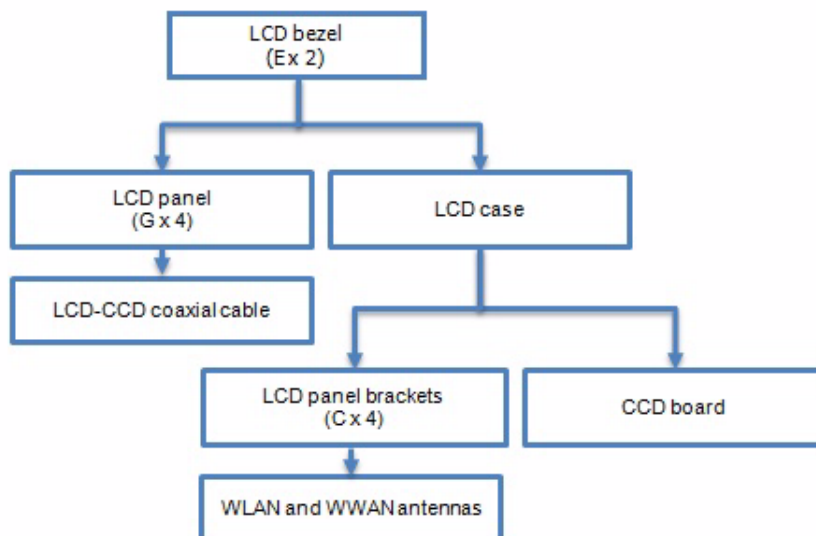 LCD bezel
(E x 2)
LCD panel
(G x 4)
LCD case
LCD-CCD coaxial cable
LCD panel brackets
(C x 4)
CCD board
WLAN and WWAN antennas